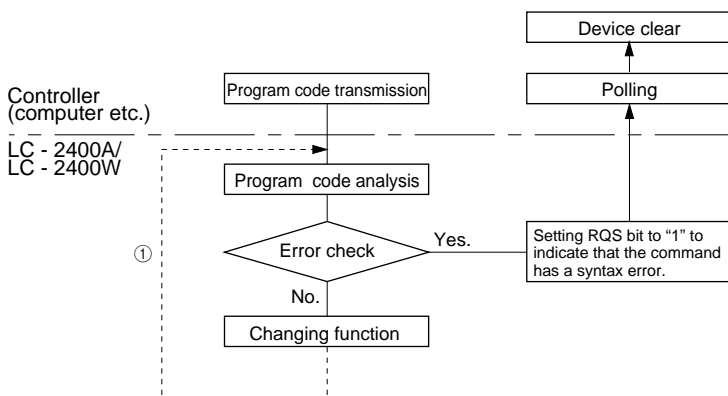 Device clear
Program code transmission
Polling
Controller
(computer etc.)
LC - 2400A/
LC - 2400W
Program code analysis
Error check
Yes.
Setting RQS bit to “1” to
indicate that the command
has a syntax error.
①
No.
Changing function